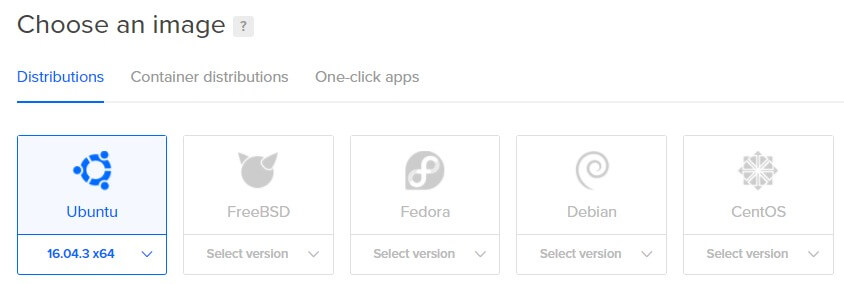 Choose an image ?
Distributions Container distributions One-click apps
Ubuntu FreeBSD Fedora Debian CentOS
16.04.3 x64 Select version Select version Select version Select version